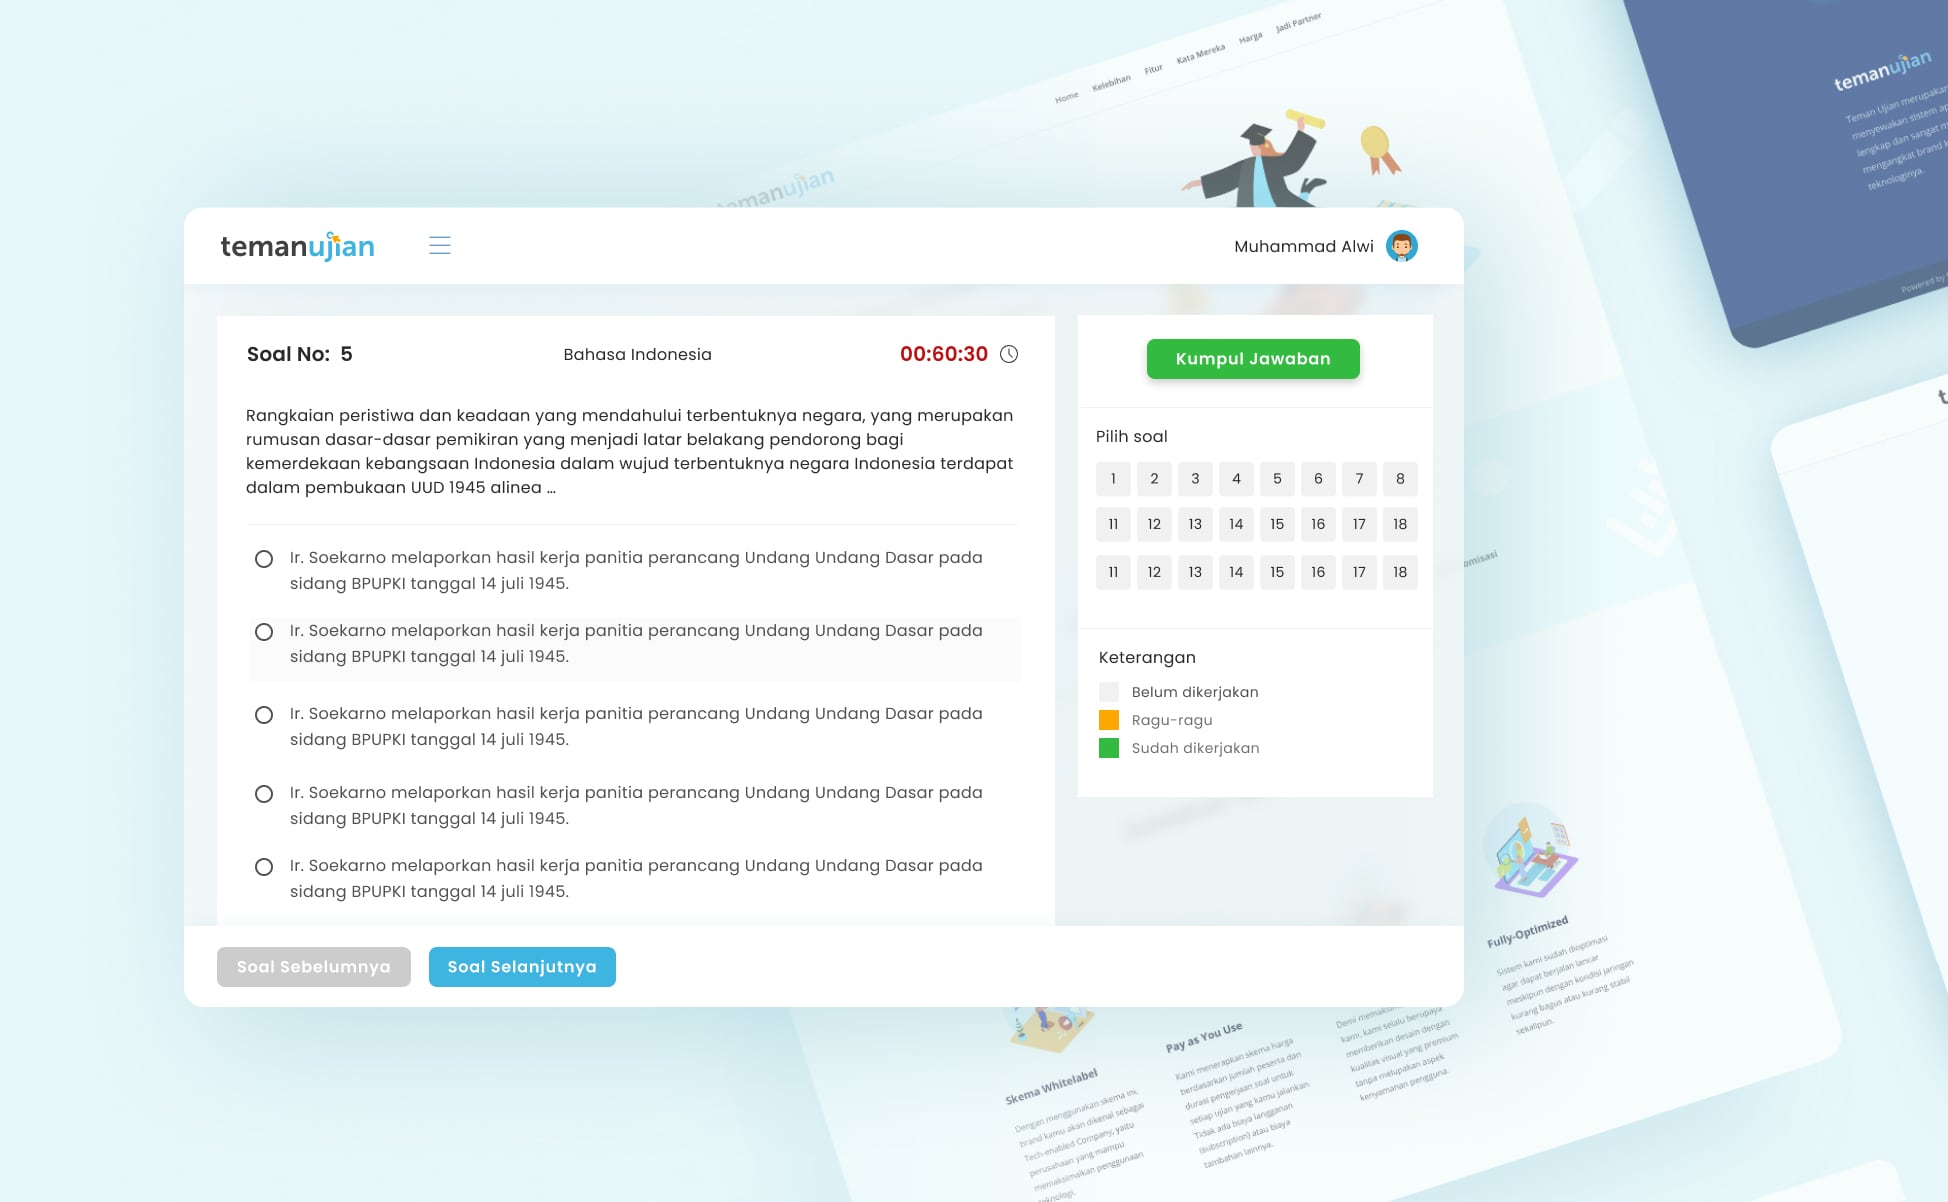 Home Kelebihan Fitur Kata Mereka Harga Jadi Partner
temanujian
Teman Ujian merupakan
menyewakan sistem
lengkap dan sangat
mengangkat brand
teknologinya.
Powered by
temanujian
temanujian
Muhammad Alwi
Soal No: 5
Bahasa Indonesia
00:60:30
Rangkaian peristiwa dan keadaan yang mendahului terbentuknya negara, yang merupakan
rumusan dasar-dasar pemikiran yang menjadi latar belakang pendorong bagi
kemerdekaan kebangsaan Indonesia dalam wujud terbentuknya negara Indonesia terdapat
dalam pembukaan UUD 1945 alinea ...
Ir. Soekarno melaporkan hasil kerja panitia perancang Undang Undang Dasar pada
sidang BPUPKI tanggal 14 juli 1945.
Ir. Soekarno melaporkan hasil kerja panitia perancang Undang Undang Dasar pada
sidang BPUPKI tanggal 14 juli 1945.
Ir. Soekarno melaporkan hasil kerja panitia perancang Undang Undang Dasar pada
sidang BPUPKI tanggal 14 juli 1945.
Ir. Soekarno melaporkan hasil kerja panitia perancang Undang Undang Dasar pada
sidang BPUPKI tanggal 14 juli 1945.
Ir. Soekarno melaporkan hasil kerja panitia perancang Undang Undang Dasar pada
sidang BPUPKI tanggal 14 juli 1945.
Soal Sebelumnya
Soal Selanjutnya
Kumpul Jawaban
Pilih soal
1 2 3 4 5 6 7 8
11 12 13 14 15 16 17 18
11 12 13 14 15 16 17 18
Keterangan
Belum dikerjakan
Ragu-ragu
Sudah dikerjakan
Skema Whitelabel
Dengan menggunakan skema ini,
brand kamu akan dikenal sebagai
Tech-enabled Company, yaitu
perusahaan yang mampu
memaksimalkan penggunaan
teknologi.
Pay as You Use
Kami menerapkan skema harga
berdasarkan jumlah peserta dan
durasi pengerjaan soal untuk
setiap ujian yang kamu jalankan.
Tidak ada biaya langganan
(subscription) atau biaya
tambahan lainnya.
Demi
kami, kami selalu berupaya
memberikan desain dengan
kualitas visual yang premium
tanpa melupakan aspek
kenyamanan pengguna.
Fully-Optimized
Sistem kami sudah dioptimasi
agar dapat berjalan lancar
meskipun dengan kondisi jaringan
kurang bagus atau kurang stabil
sekalipun.